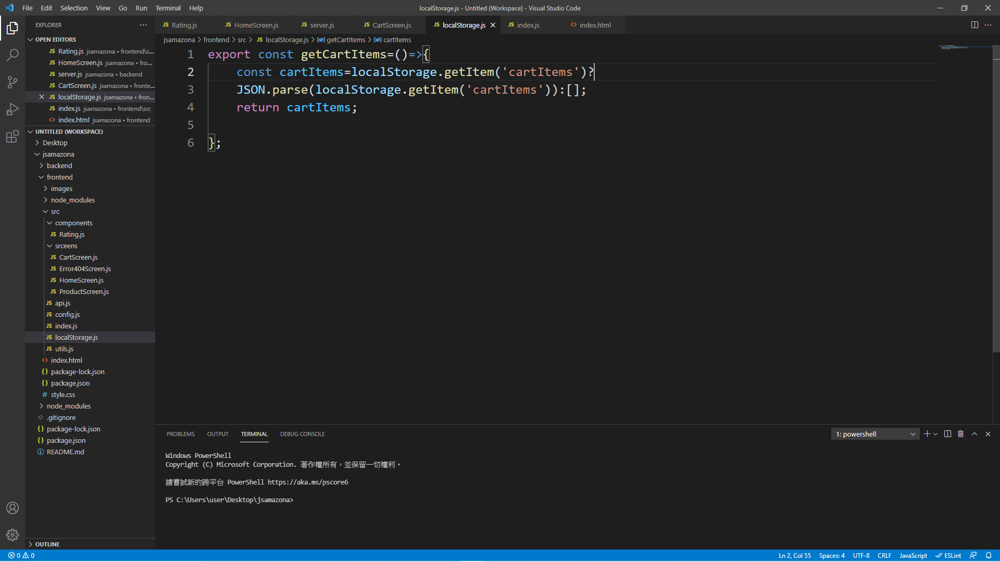 File Edit Selection View Go Run Terminal Help
localStorage.js - Untitled (Workspace) - Visual Studio Code
EXPLORER
OPEN EDITORS
JS Rating.js jsamazona • frontend\s...
JS HomeScreen.js jsamazona • fro...
JS server.js jsamazona • backend
JS CartScreen.js jsamazona • fronte...
JS localStorage.js jsamazona • fron...
JS index.js jsamazona • frontend\src
<> index.html jsamazona • frontend
UNTITLED (WORKSPACE)
Desktop
jsamazona
backend
frontend
images
node_modules
src
components
JS Rating.js
srceens
JS CartScreen.js
JS Error404Screen.js
JS HomeScreen.js
JS ProductScreen.js
JS api.js
JS config.js
JS index.js
JS localStorage.js
JS utils.js
<> index.html
{} package-lock.json
{} package.json
# style.css
node_modules
.gitignore
{} package-lock.json
{} package.json
README.md
OUTLINE
JS Rating.js JS HomeScreen.js JS server.js JS CartScreen.js JS localStorage.js JS index.js <> index.html
jsamazona > frontend > src > JS localStorage.js > getCartItems > cartItems
1 export const getCartItems=()=>{
2 const cartItems=localStorage.getItem('cartItems')?
3 JSON.parse(localStorage.getItem('cartItems')):[];
4 return cartItems;
5
6 };
PROBLEMS OUTPUT TERMINAL DEBUG CONSOLE
1: powershell
Windows PowerShell
Copyright (C) Microsoft Corporation. 著作權所有，並保留一切權利。
請嘗試新的跨平台 PowerShell https://aka.ms/pscore6
PS C:\Users\user\Desktop\jsamazona>
0 0
Ln 2, Col 55 Spaces: 4 UTF-8 CRLF JavaScript ESLint